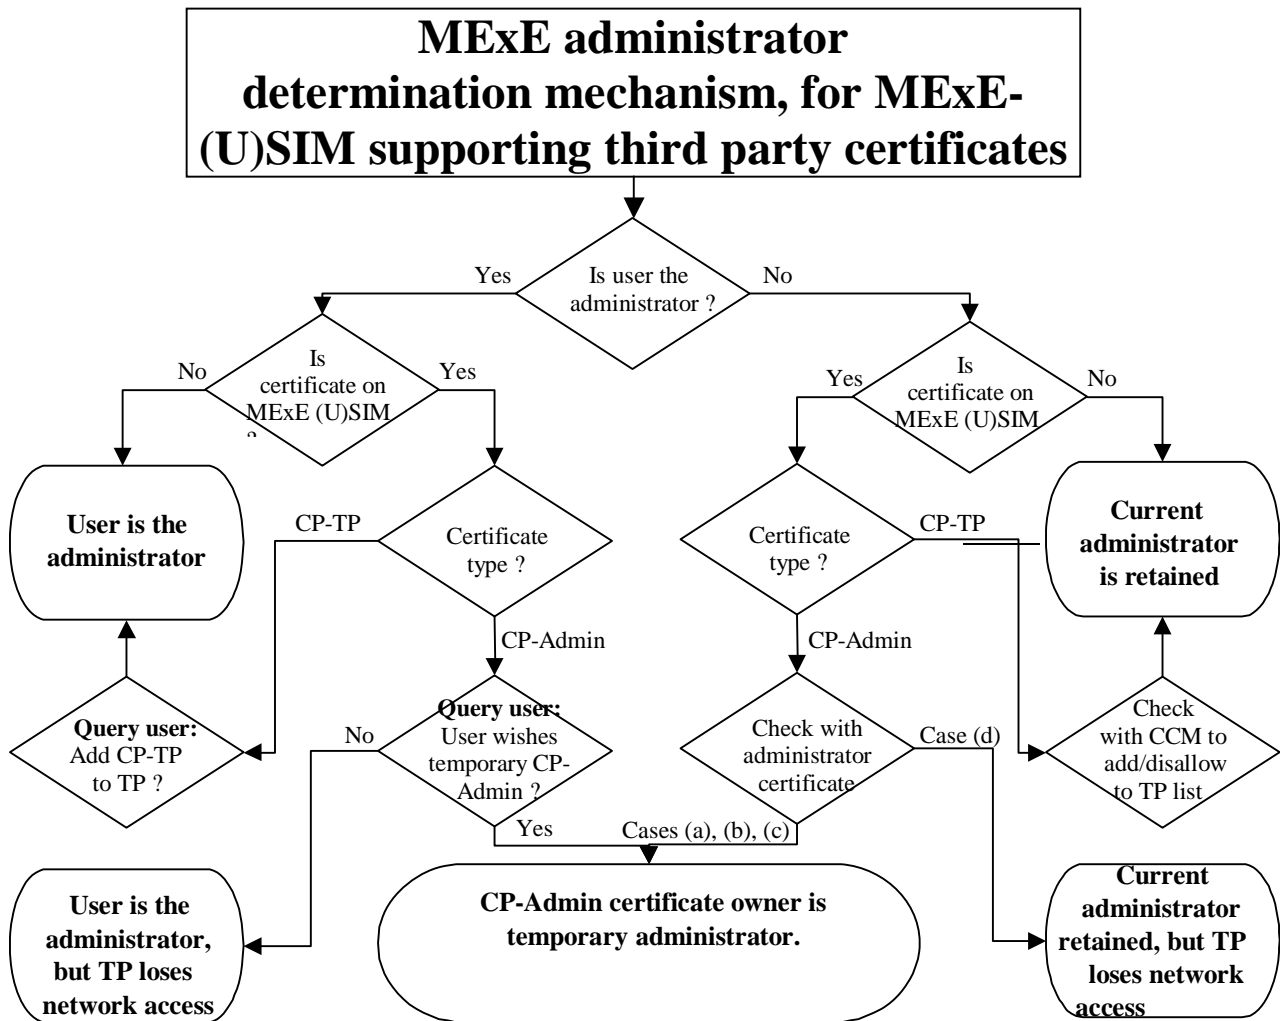 MExE administrator
determination mechanism, for MExE-
(U)SIM supporting third party certificates
Is user the
administrator ?
Yes
No
Is
certificate on
MExE (U)SIM
?
No
Yes
Is
certificate on
MExE (U)SIM
Yes
No
User is the
administrator
CP-TP
Certificate
type ?
Certificate
type ?
CP-TP
Current
administrator
is retained
CP-Admin
CP-Admin
Query user:
Add CP-TP
to TP ?
No
Query user:
User wishes
temporary CP-
Admin ?
Check with
administrator
certificate
Case (d)
Check
with CCM to
add/disallow
to TP list
Yes
Cases (a), (b), (c)
User is the
administrator,
but TP loses
network access
CP-Admin certificate owner is
temporary administrator.
Current
administrator
retained, but TP
loses network
access